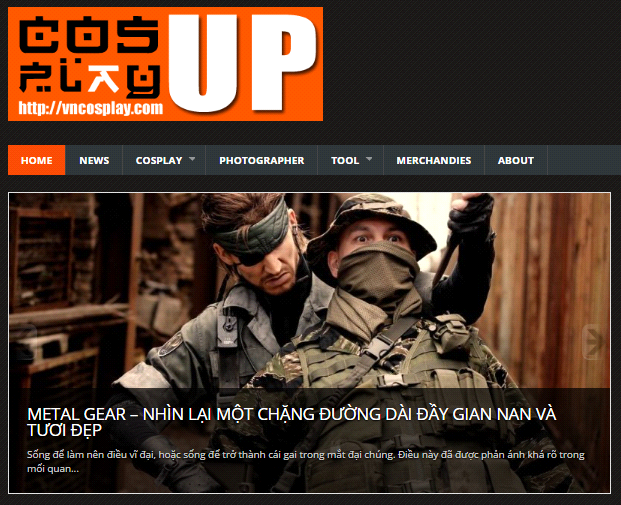 COS
PLAY
UP
http://vncosplay.com
HOME NEWS COSPLAY PHOTOGRAPHER TOOL MERCHANDIES ABOUT
METAL GEAR – NHÌN LẠI MỘT CHẶNG ĐƯỜNG DÀI ĐẦY GIAN NAN VÀ
TƯƠI ĐẸP
Sống để làm nên điều vĩ đại, hoặc sống để trở thành cái gai trong mắt đại chúng. Điều này đã được phản ánh khá rõ trong
mối quan...